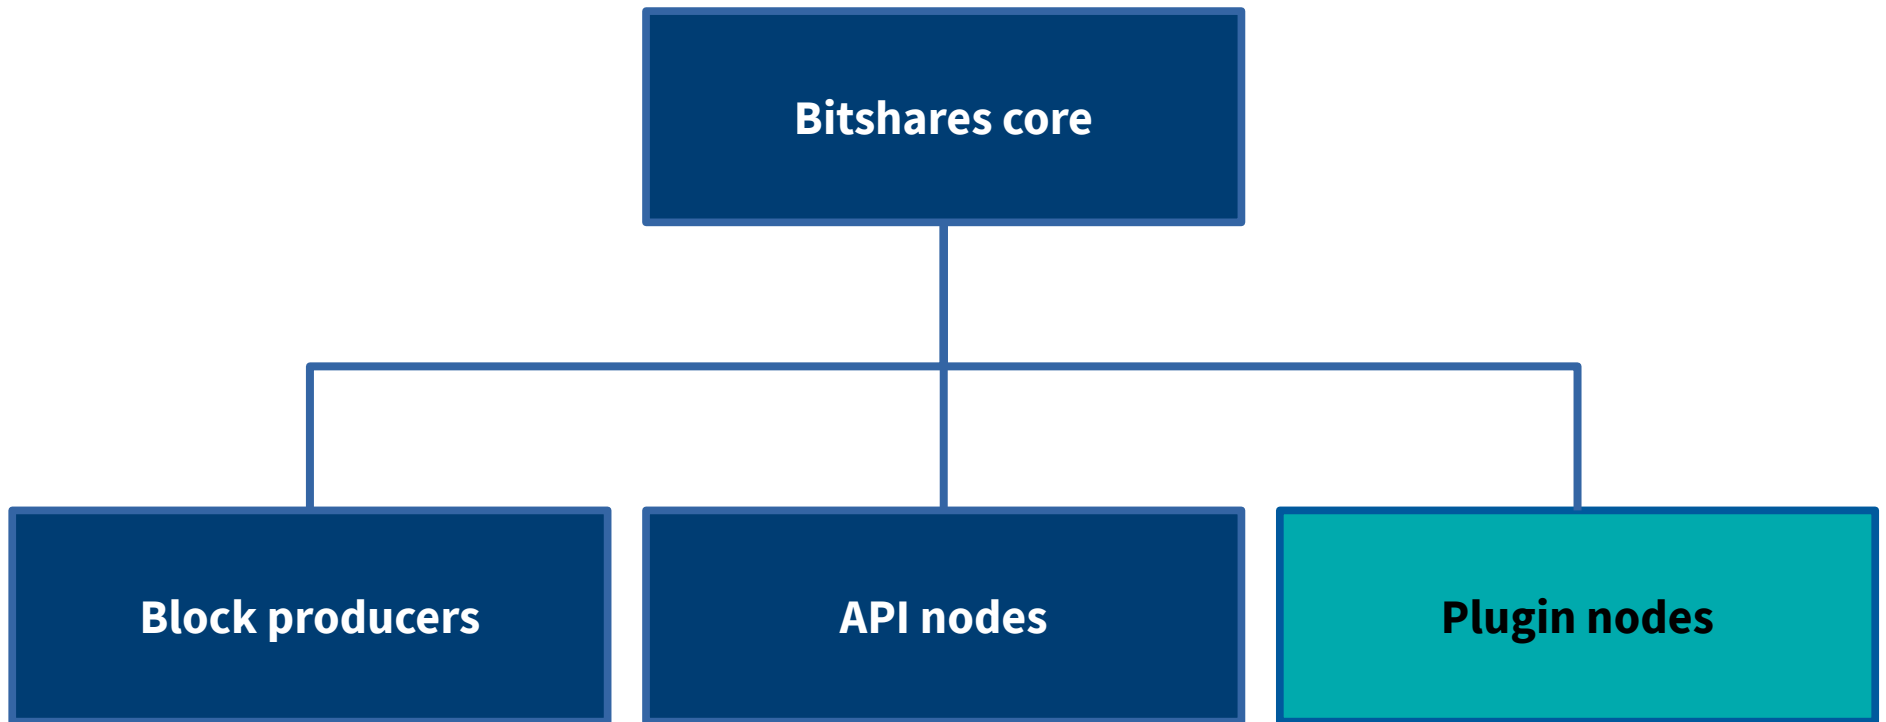 Bitshares core
Block producers
API nodes
Plugin nodes